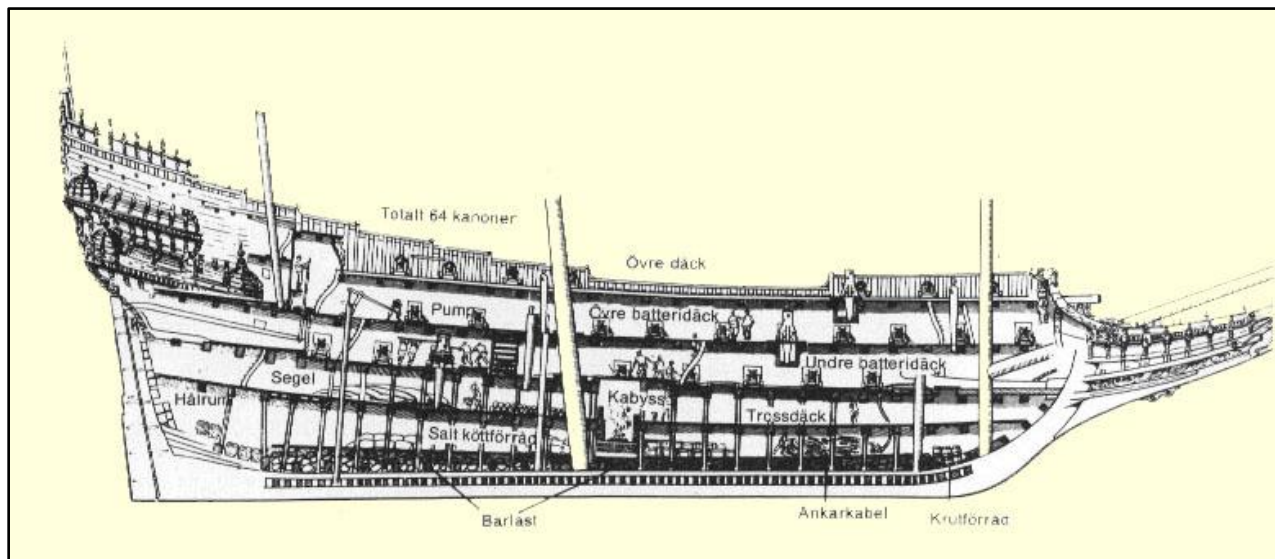 Totalt 64 kanoner
Övre däck
Pump
Övre batteridäck
Undre batteridäck
Segel
Hålrum
Kabyss
Trossdäck
Salt köttförråd
Barlast
Ankarkabel
Krutförråd